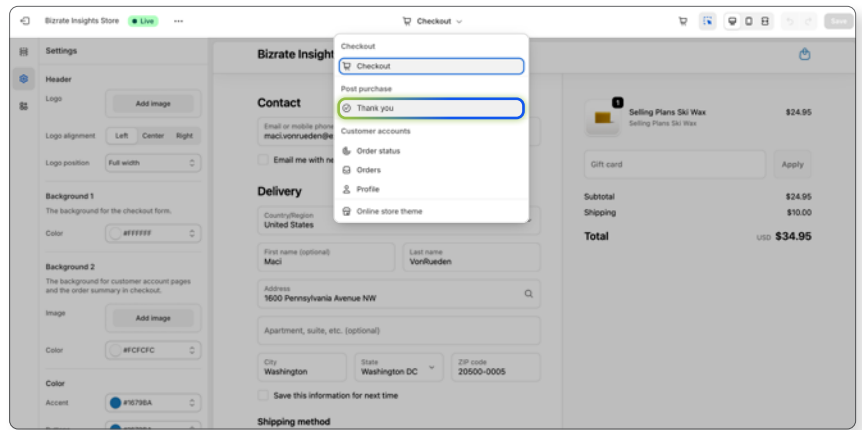 Bizrate Insights Store
Live
Checkout
Save
Settings
Header
Logo
Add image
Logo alignment
Left
Center
Right
Logo position
Full width
Background 1
The background for the checkout form.
Color
#FFFFFF
Background 2
The background for customer account pages
and the order summary in checkout.
Image
Add image
Color
#FCFCFC
Color
Accent
#1679BA
Checkout
Checkout
Post purchase
Thank you
Customer accounts
Order status
Orders
Profile
Online store theme
Bizrate Insight
Contact
Email or mobile phone
maci.vonrueden@e
Email me with ne
Delivery
Country/Region
United States
First name (optional)
Maci
Last name
VonRueden
Address
1600 Pennsylvania Avenue NW
Apartment, suite, etc. (optional)
City
Washington
State
Washington DC
ZIP code
20500-0005
Save this information for next time
Shipping method
1
Selling Plans Ski Wax
Selling Plans Ski Wax
$24.95
Gift card
Apply
Subtotal
$24.95
Shipping
$10.00
Total
USD $34.95